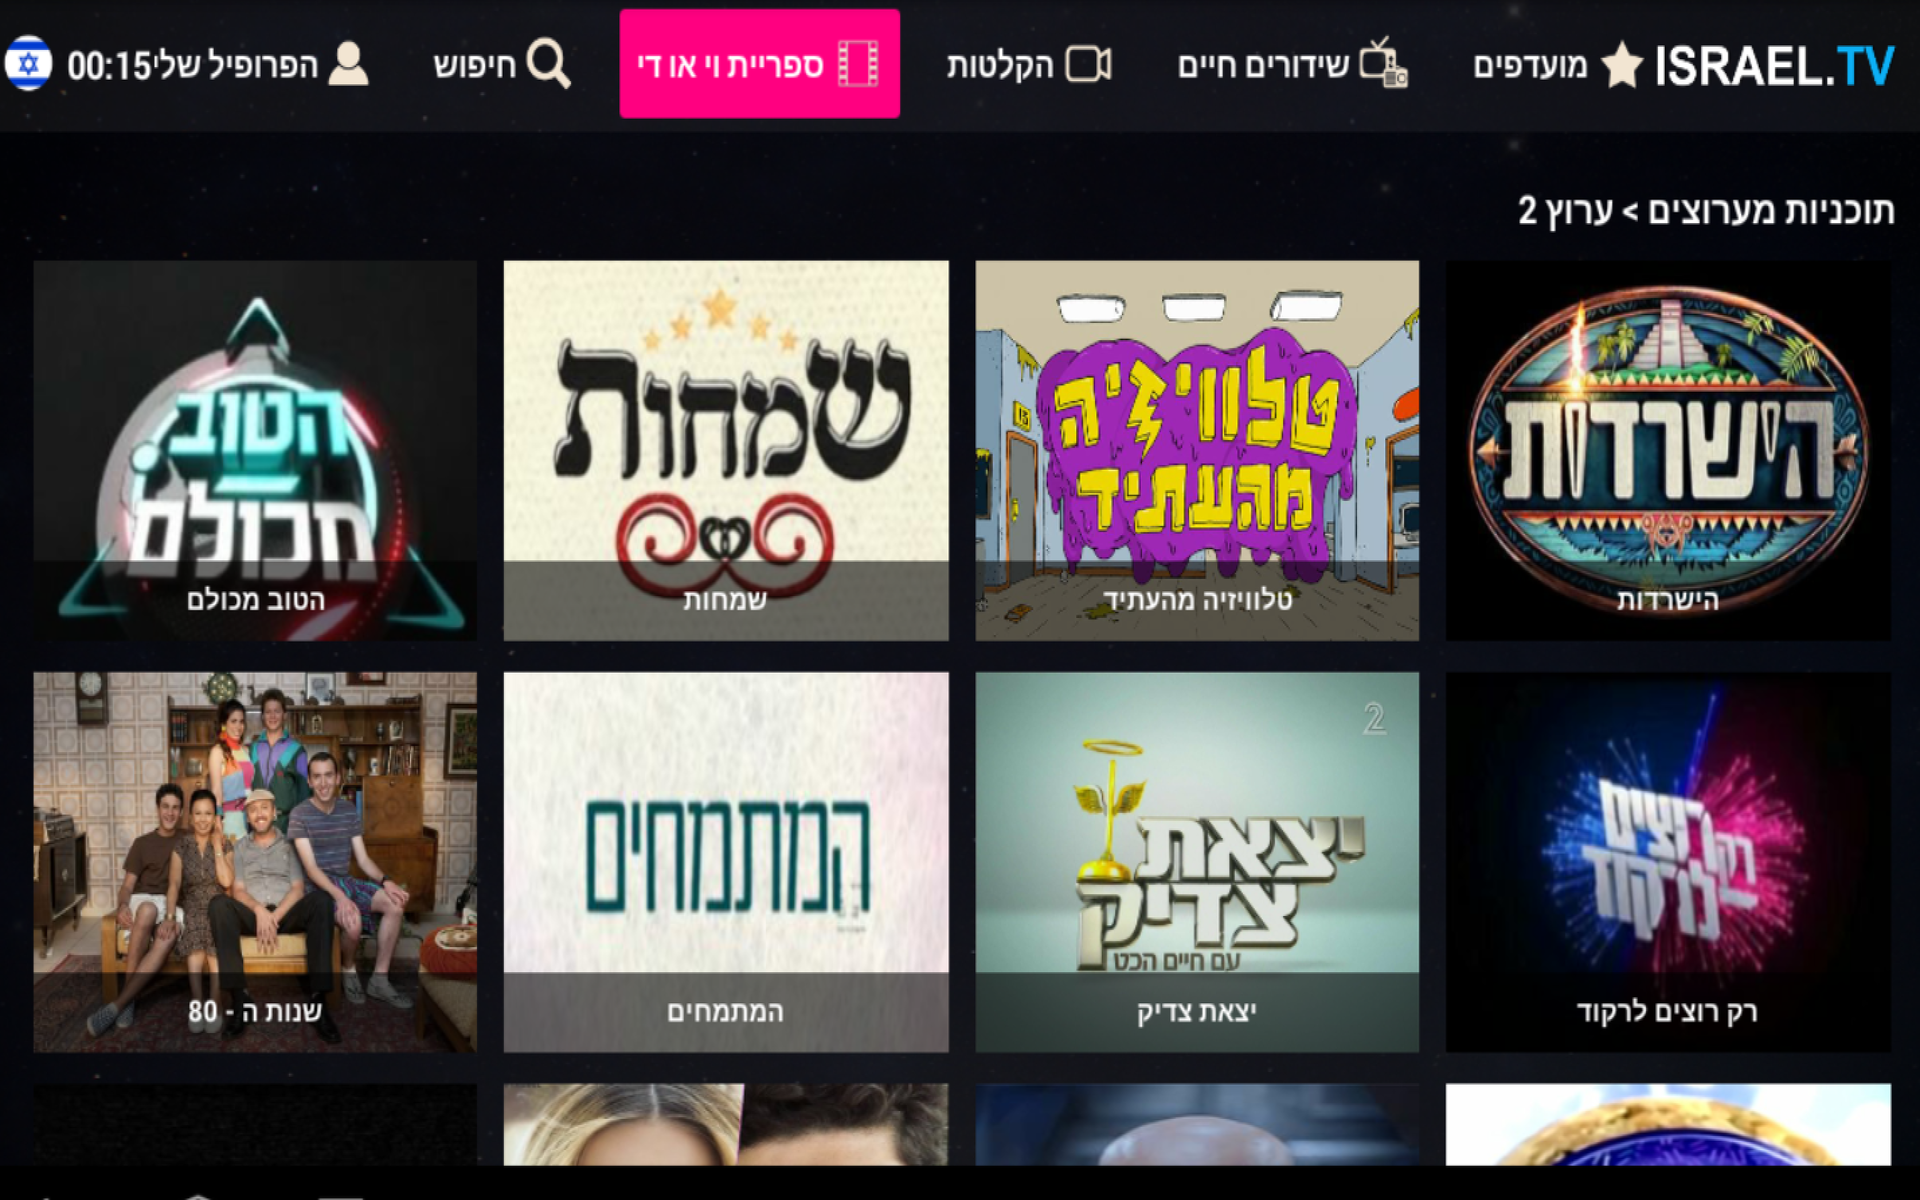 ISRAEL.TV
מועדפים
שידורים חיים
הקלטות
ספריית וי או די
חיפוש
הפרופיל שלי
00:15
תוכניות מערוצים > ערוץ 2
הישרדות
הישרדות
טלוויזיה
מהעתיד
13
טלוויזיה מהעתיד
שמחות
שמחות
הטוב
מכולם
הטוב מכולם
רק רוצים
לרקוד
רק רוצים לרקוד
2
יצאת
צדיק
עם חיים הכט
יצאת צדיק
המתמחים
המתמחים
שנות ה - 80